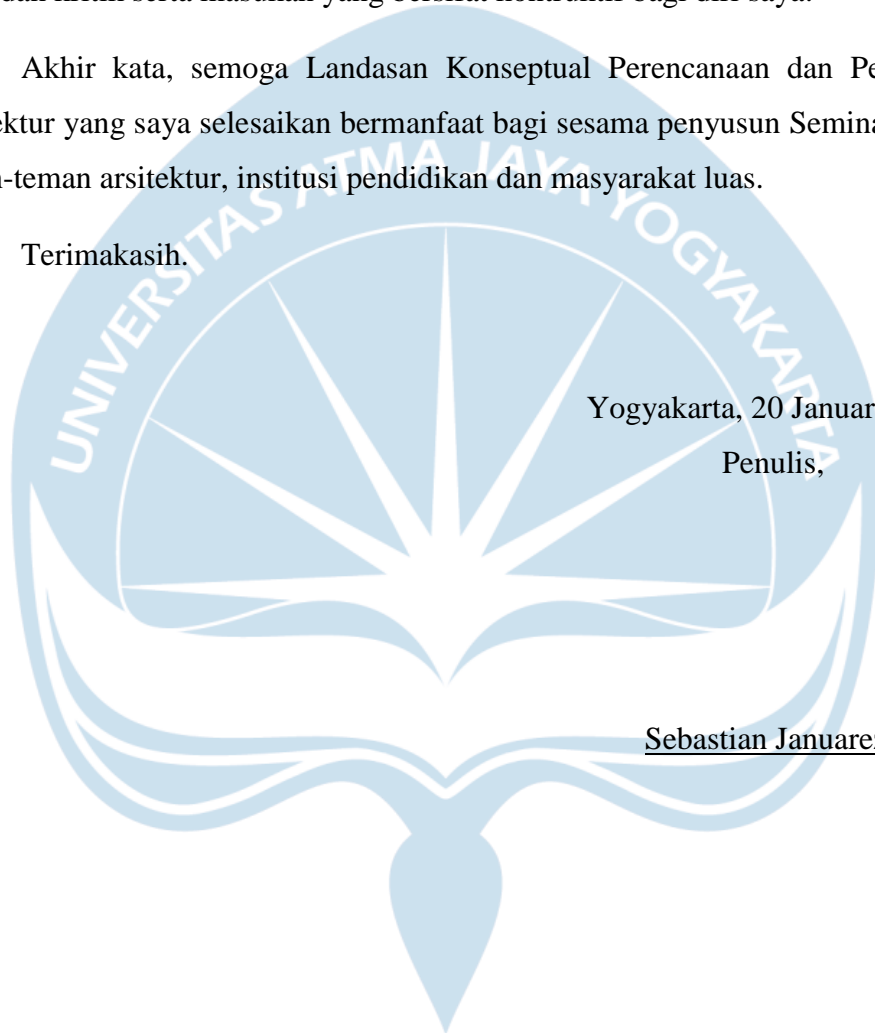 dan kritik serta masukan yang bersifat kontruktif bagi diri saya.
Akhir kata, semoga Landasan Konseptual Perencanaan dan Pe
ektur yang saya selesaikan bermanfaat bagi sesama penyusun Semina
n-teman arsitektur, institusi pendidikan dan masyarakat luas.
UNIVERSITAS ATMA JAYA YOGYAKARTA
Terimakasih.
Yogyakarta, 20 Januar
Penulis,
Sebastian Januare